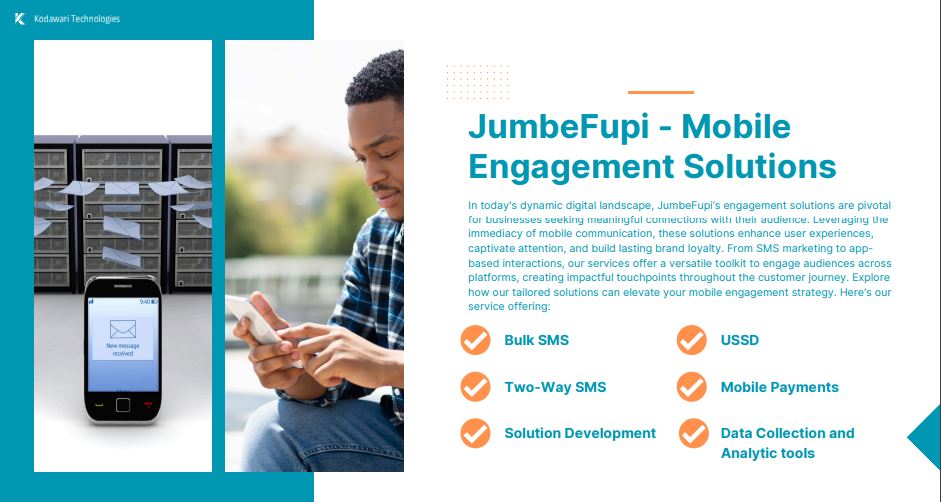 Kodawari Technologies
JumbeFupi - Mobile
Engagement Solutions
In today's dynamic digital landscape, JumbeFupi's engagement solutions are pivotal
for businesses seeking meaningful connections with their audience. Leveraging the
immediacy of mobile communication, these solutions enhance user experiences,
captivate attention, and build lasting brand loyalty. From SMS marketing to app-
based interactions, our services offer a versatile toolkit to engage audiences across
platforms, creating impactful touchpoints throughout the customer journey. Explore
how our tailored solutions can elevate your mobile engagement strategy. Here's our
service offering:
Bulk SMS
USSD
Two-Way SMS
Mobile Payments
Solution Development
Data Collection and
Analytic tools
9:40
New message
received